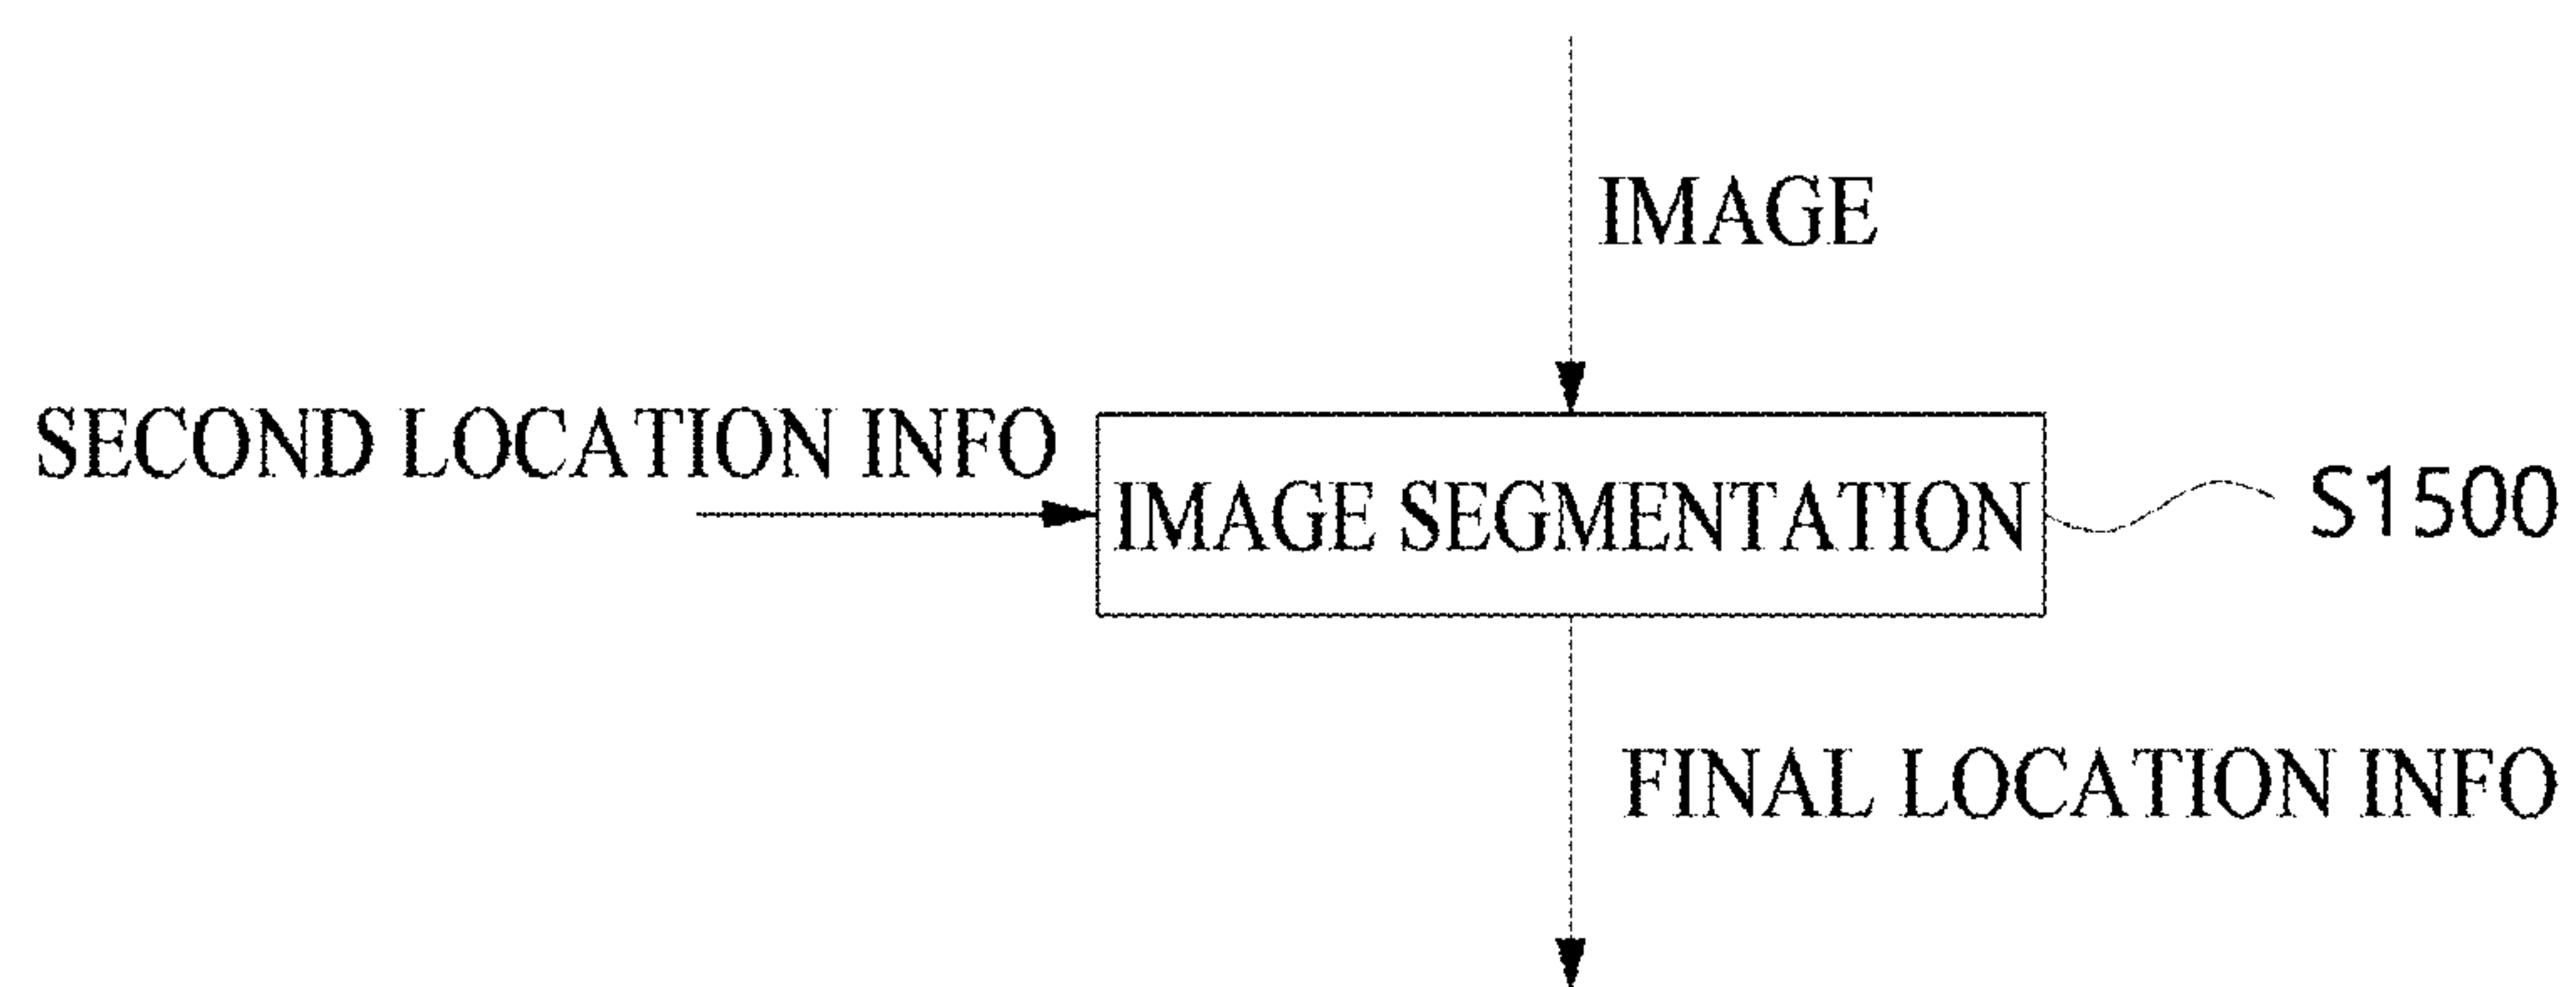 IMAGE
SECOND LOCATION INFO
IMAGE SEGMENTATION
S1500
FINAL LOCATION INFO